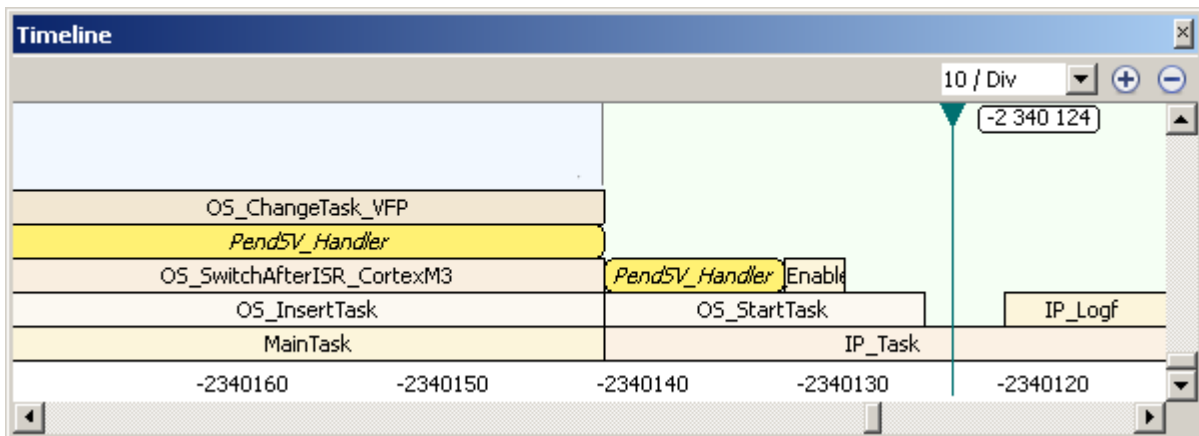 Timeline
10 / Div
-2 340 124
OS_ChangeTask_VFP
PendSV_Handler
OS_SwitchAfterISR_CortexM3 PendSV_Handler Enable
OS_InsertTask OS_StartTask IP_Logf
MainTask IP_Task
-2340160 -2340150 -2340140 -2340130 -2340120